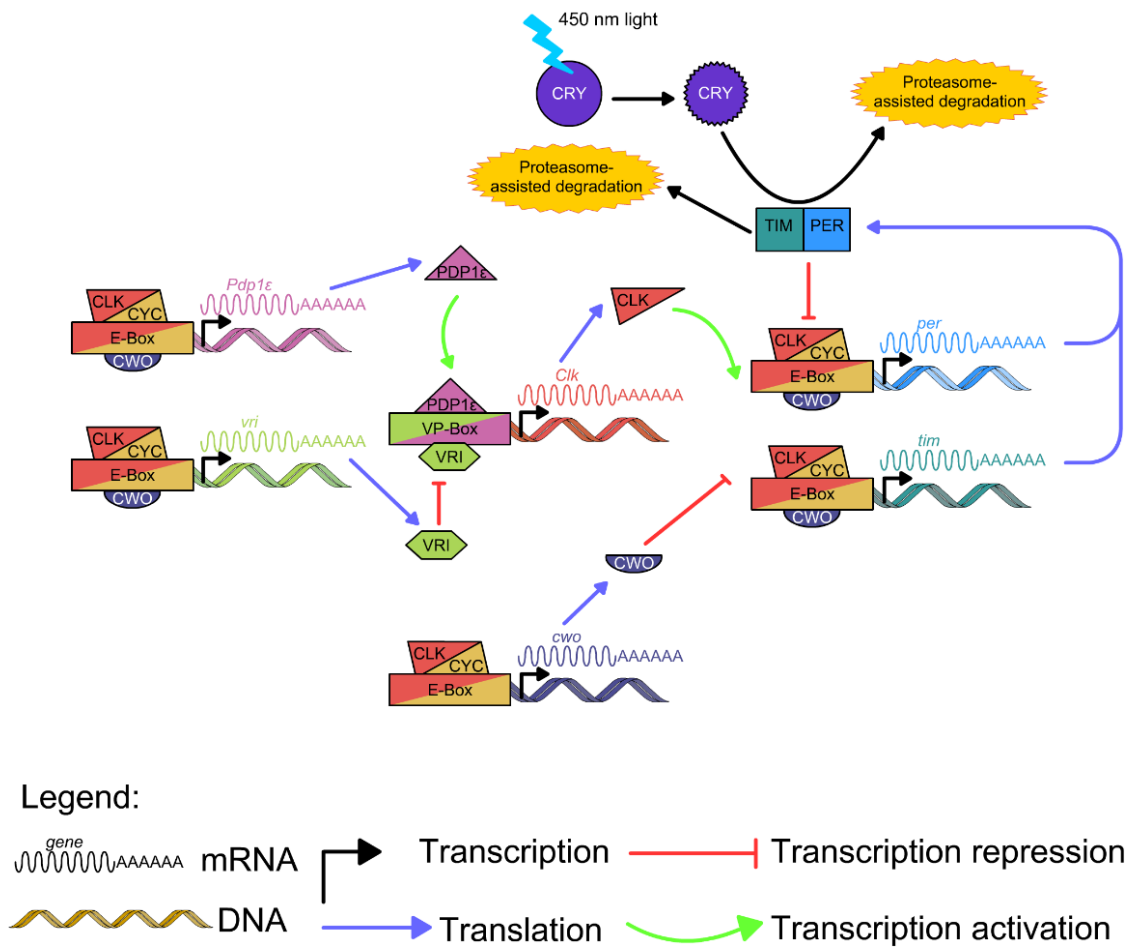 450 nm light
CRY
CRY
Proteasome-
assisted degradation
Proteasome-
assisted degradation
TIM PER
PDP1ε
Pdp1ε
AAAAAA
CLK
CYC
E-Box
CWO
CLK
per
AAAAAA
CLK
CYC
E-Box
CWO
Clk
AAAAAA
PDP1ε
VP-Box
VRI
vri
AAAAAA
CLK
CYC
E-Box
CWO
tim
AAAAAA
CLK
CYC
E-Box
CWO
VRI
CWO
cwo
AAAAAA
CLK
CYC
E-Box
Legend:
gene
AAAAAA mRNA
DNA
Transcription
Transcription repression
Translation
Transcription activation